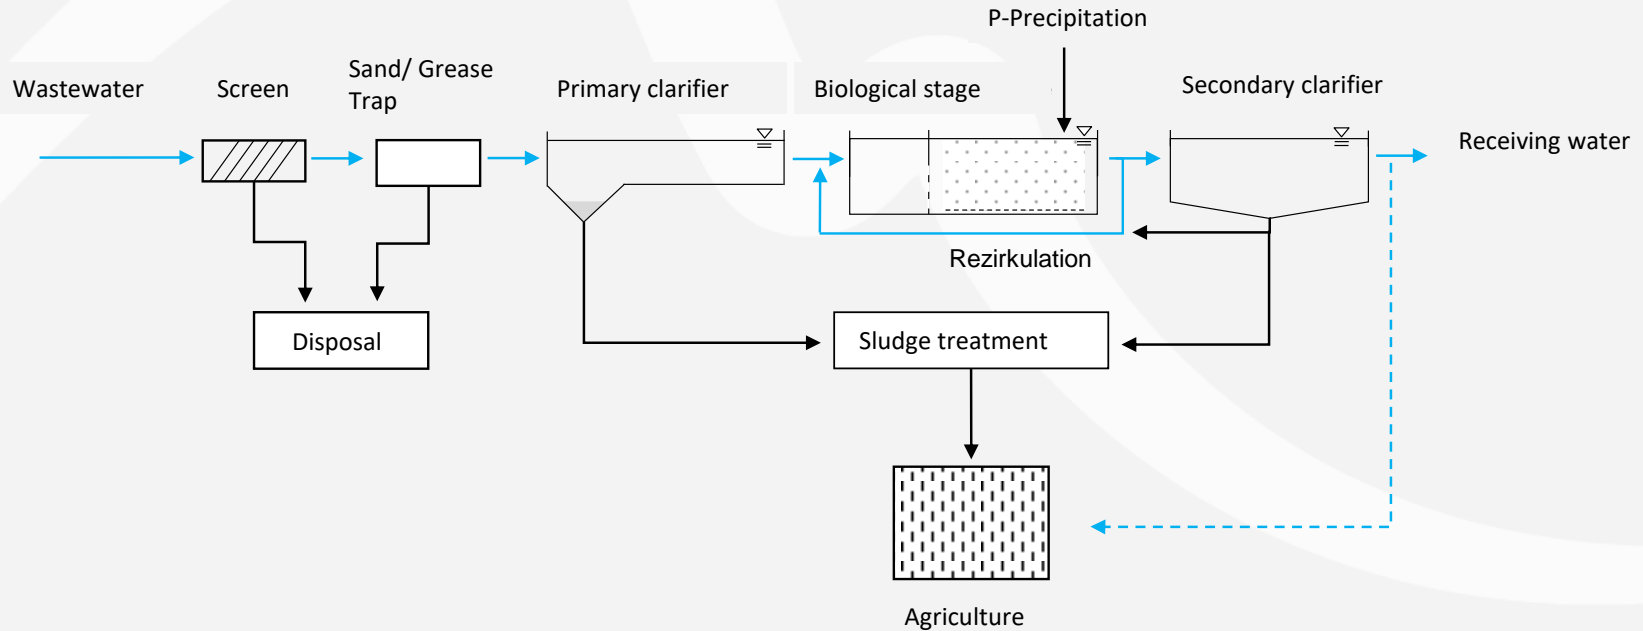 P-Precipitation
Wastewater
Screen
Sand/ Grease
Trap
Primary clarifier
Biological stage
Secondary clarifier
Receiving water
Rezirkulation
Disposal
Sludge treatment
Agriculture